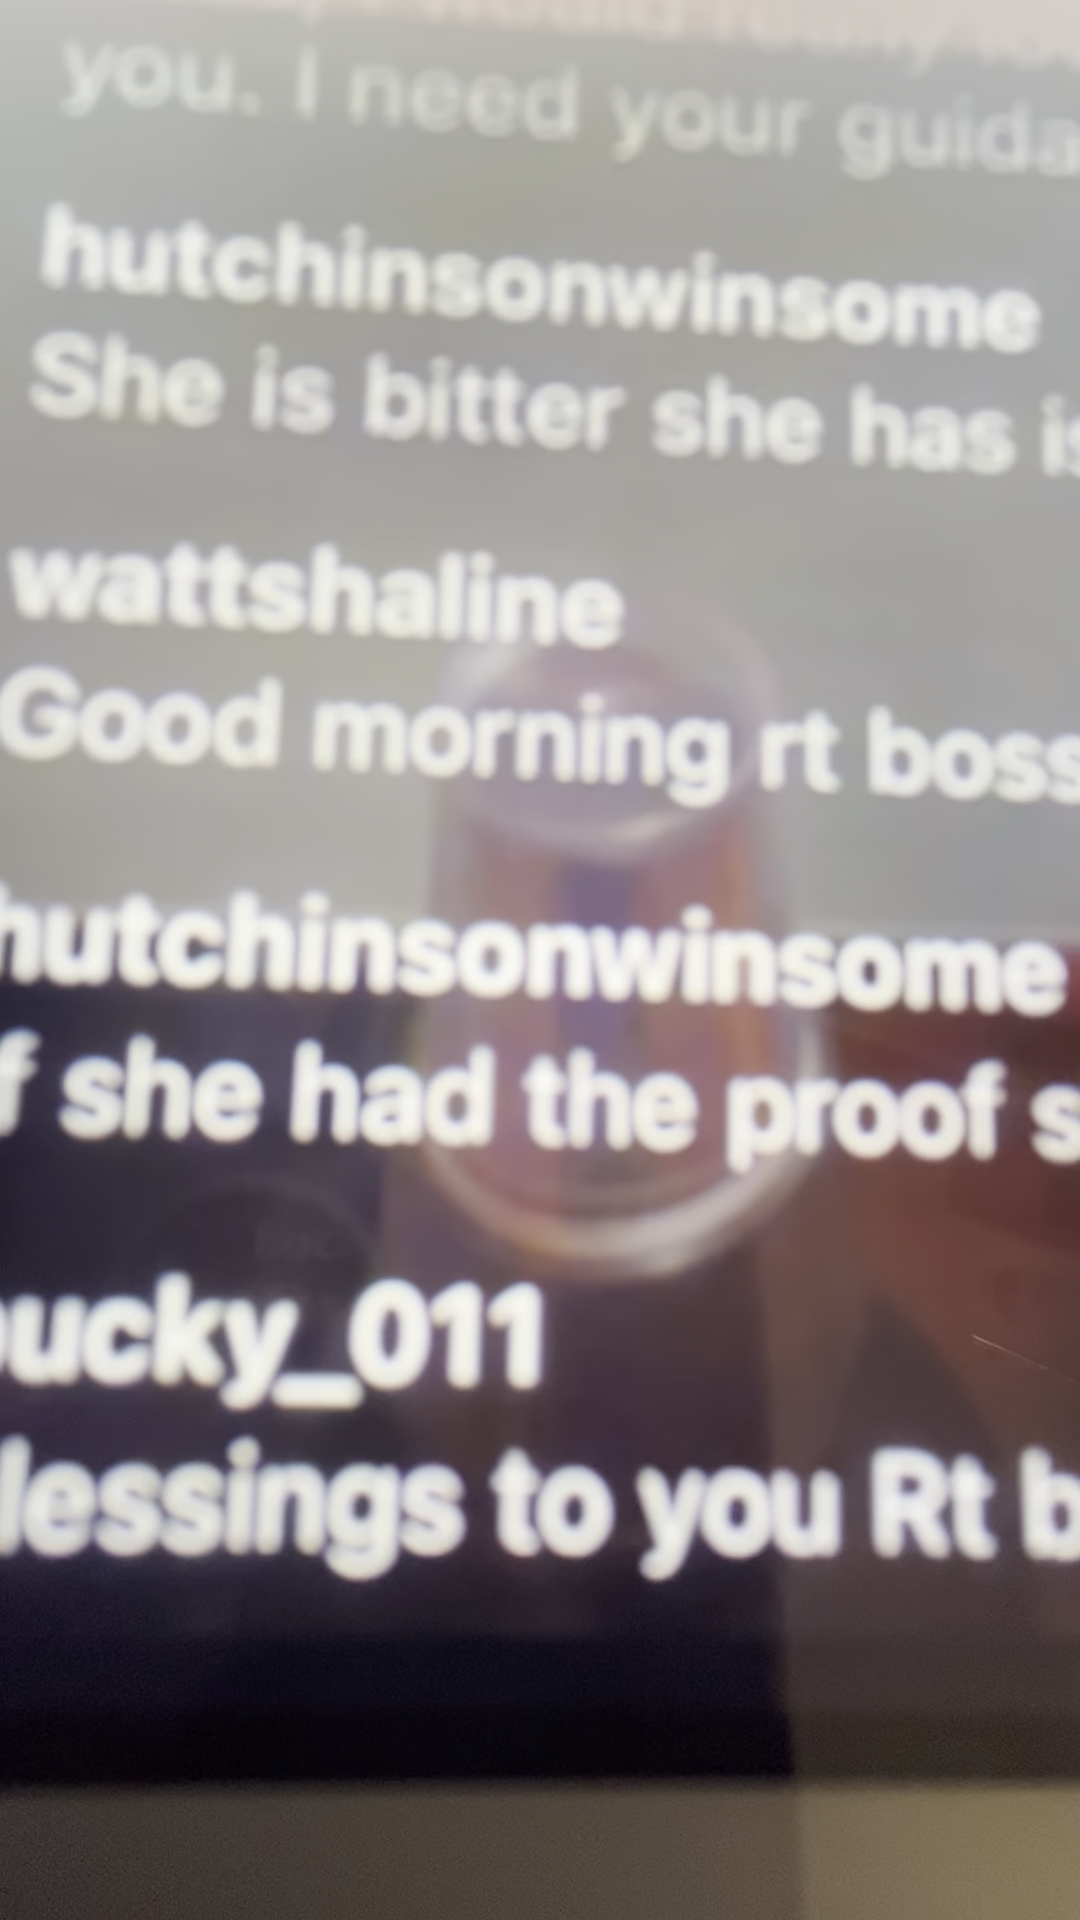 you. I need your
hutchinsonwinsome
She is bitter she has
wattshaline
Good morning rt boss
hutchinsonwinsome
she had the proof
ucky_011
lessings to you Rt